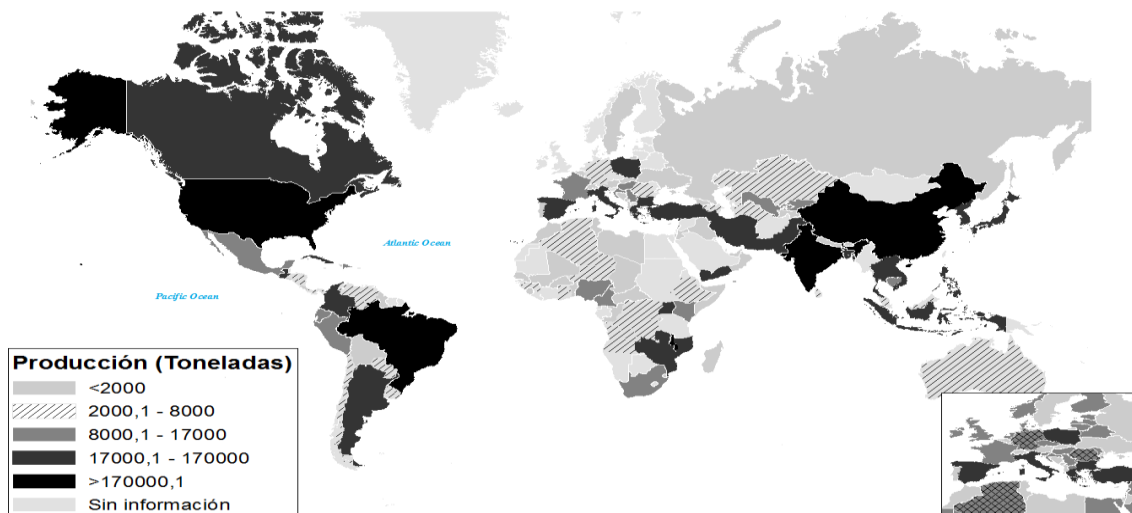 Atlantic Ocean
Pacific Ocean
Producción (Toneladas)
<2000
2000,1 - 8000
8000,1 - 17000
17000,1 - 170000
>170000,1
Sin información